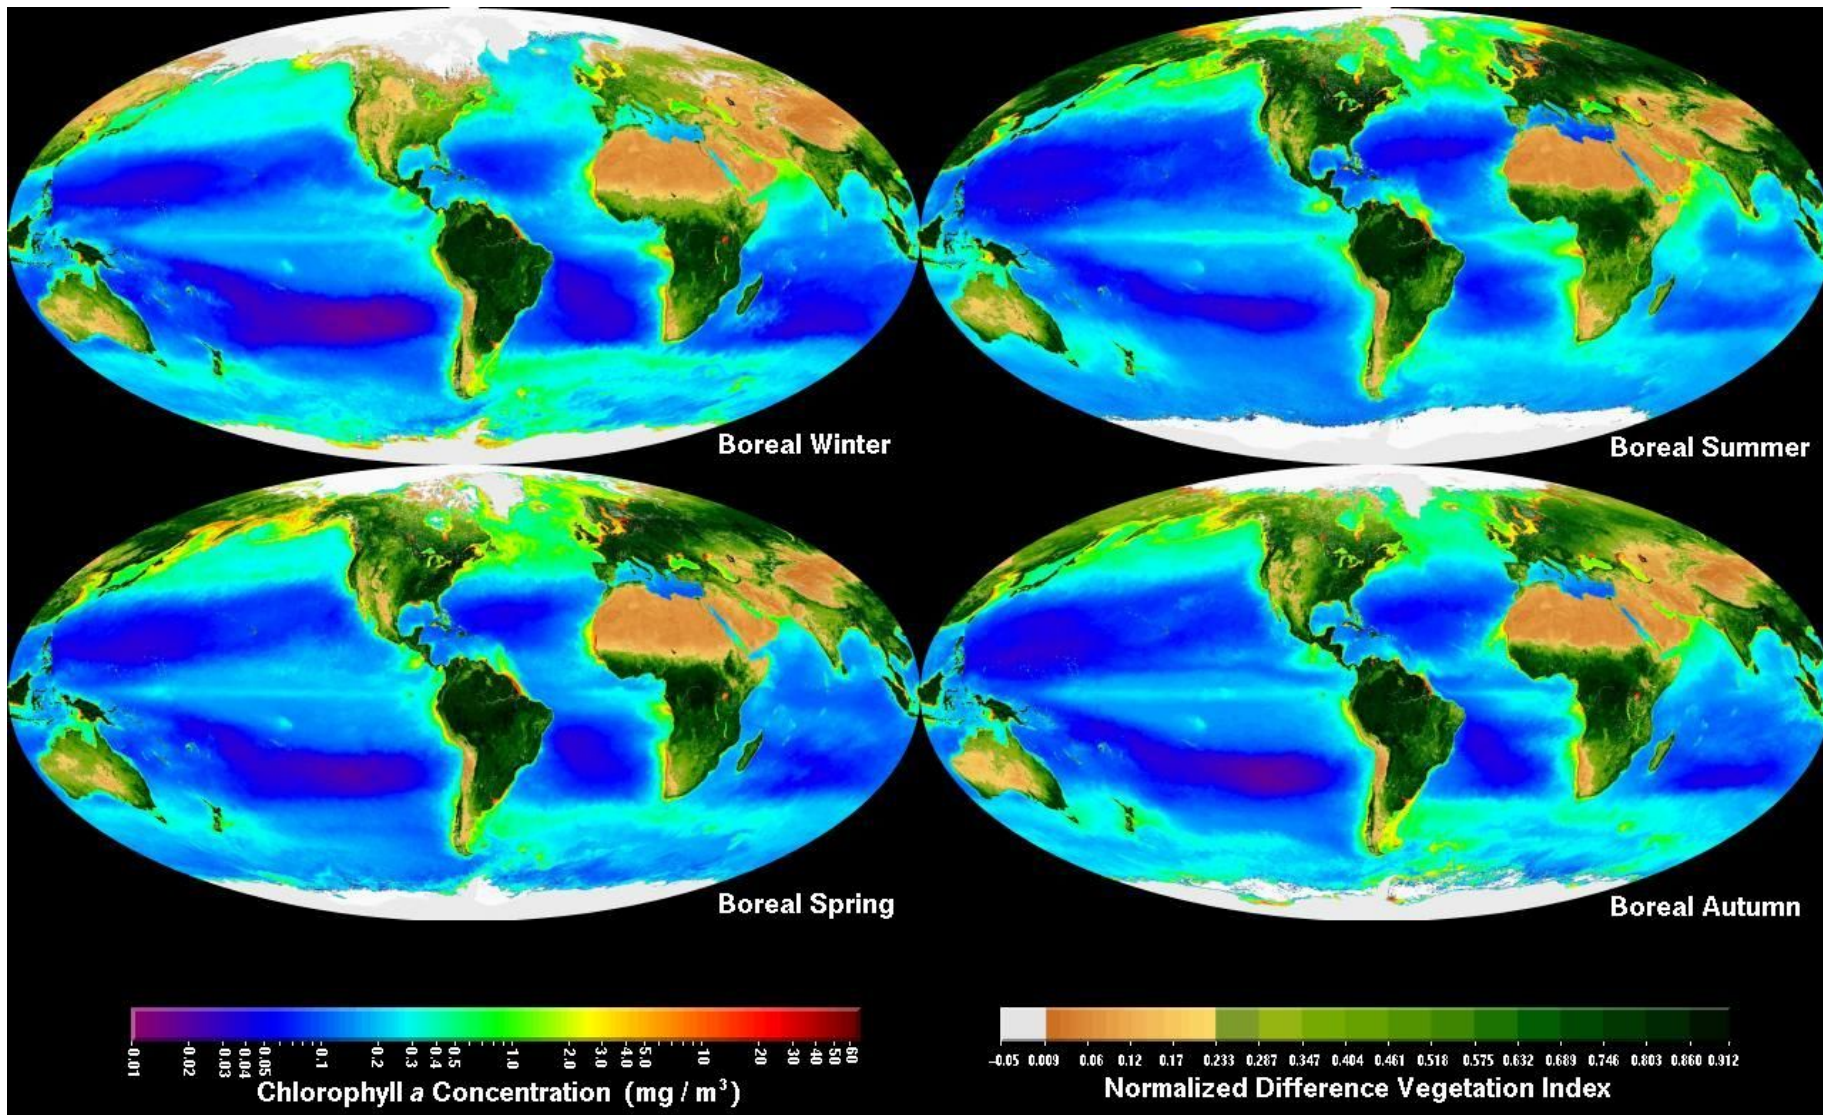 Boreal Winter
Boreal Summer
Boreal Spring
Boreal Autumn
0.01 0.02 0.03 0.04 0.05 0.1 0.2 0.3 0.4 0.5 1.0 2.0 3.0 4.0 5.0 10 20 30 40 50 60
Chlorophyll a Concentration (mg / m³)
-0.05 0.009 0.06 0.12 0.17 0.233 0.287 0.347 0.404 0.461 0.518 0.575 0.632 0.689 0.746 0.803 0.860 0.912
Normalized Difference Vegetation Index